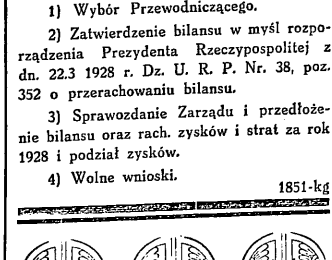 1) Wybór Przewodniczącego.
2) Zatwierdzenie bilansu w myśl rozpo-
rządzenia Prezydenta Rzeczypospolitej z
dn. 22.3 1928 r. Dz. U. R. P. Nr. 38, poz.
352 o przerachowaniu bilansu.
3) Sprawozdanie Zarządu i przedłoże-
nie bilansu oraz rach. zysków i strat za rok
1928 i podział zysków.
4) Wolne wnioski.
1851-kg